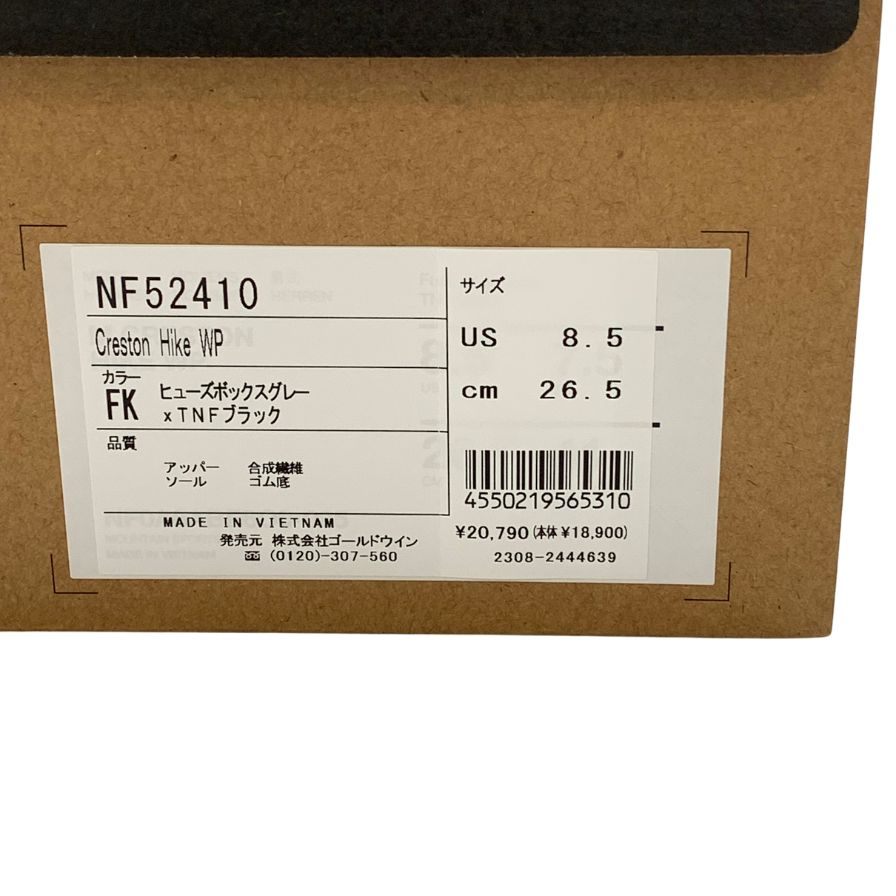 NF52410
Creston Hike WP
カラー
FK
ヒューズボックスグレー
xTNFブラック
品質
アッパー 合成繊維
ソール ゴム底
MADE IN VIETNAM
発売元 株式会社ゴールドウイン
☎ (0120)-307-560
サイズ
US 8.5
cm 26.5
4550219565310
¥20,790(本体¥18,900)
2308-2444639